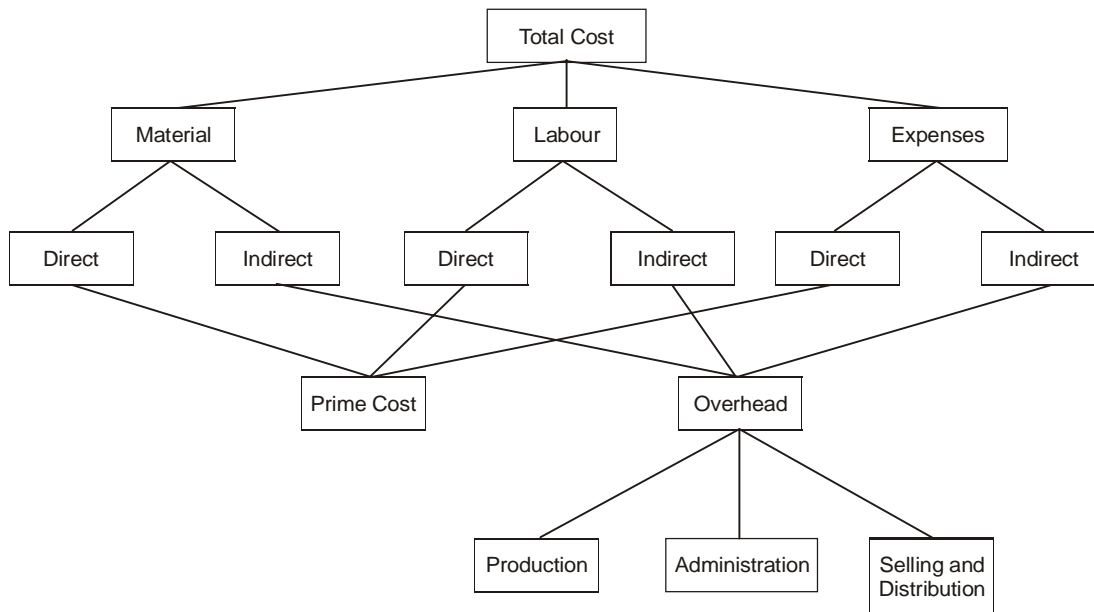 Total Cost
Material
Labour
Expenses
Direct
Indirect
Direct
Indirect
Direct
Indirect
Prime Cost
Overhead
Production
Administration
Selling and
Distribution